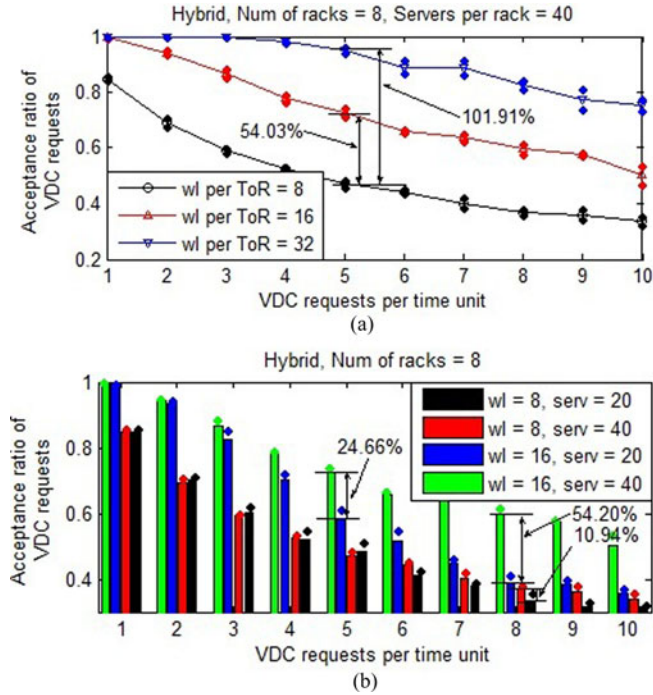 Hybrid, Num of racks = 8, Servers per rack = 40
Acceptance ratio of
VDC requests
1
0.8
0.6
0.4
0.2
101.91%
54.03%
wl per ToR = 8
wl per ToR = 16
wl per ToR = 32
1 2 3 4 5 6 7 8 9 10
VDC requests per time unit
(a)
Hybrid, Num of racks = 8
Acceptance ratio of
VDC requests
1
0.8
0.6
0.4
wl = 8, serv = 20
wl = 8, serv = 40
wl = 16, serv = 20
wl = 16, serv = 40
24.66%
54.20%
10.94%
1 2 3 4 5 6 7 8 9 10
VDC requests per time unit
(b)